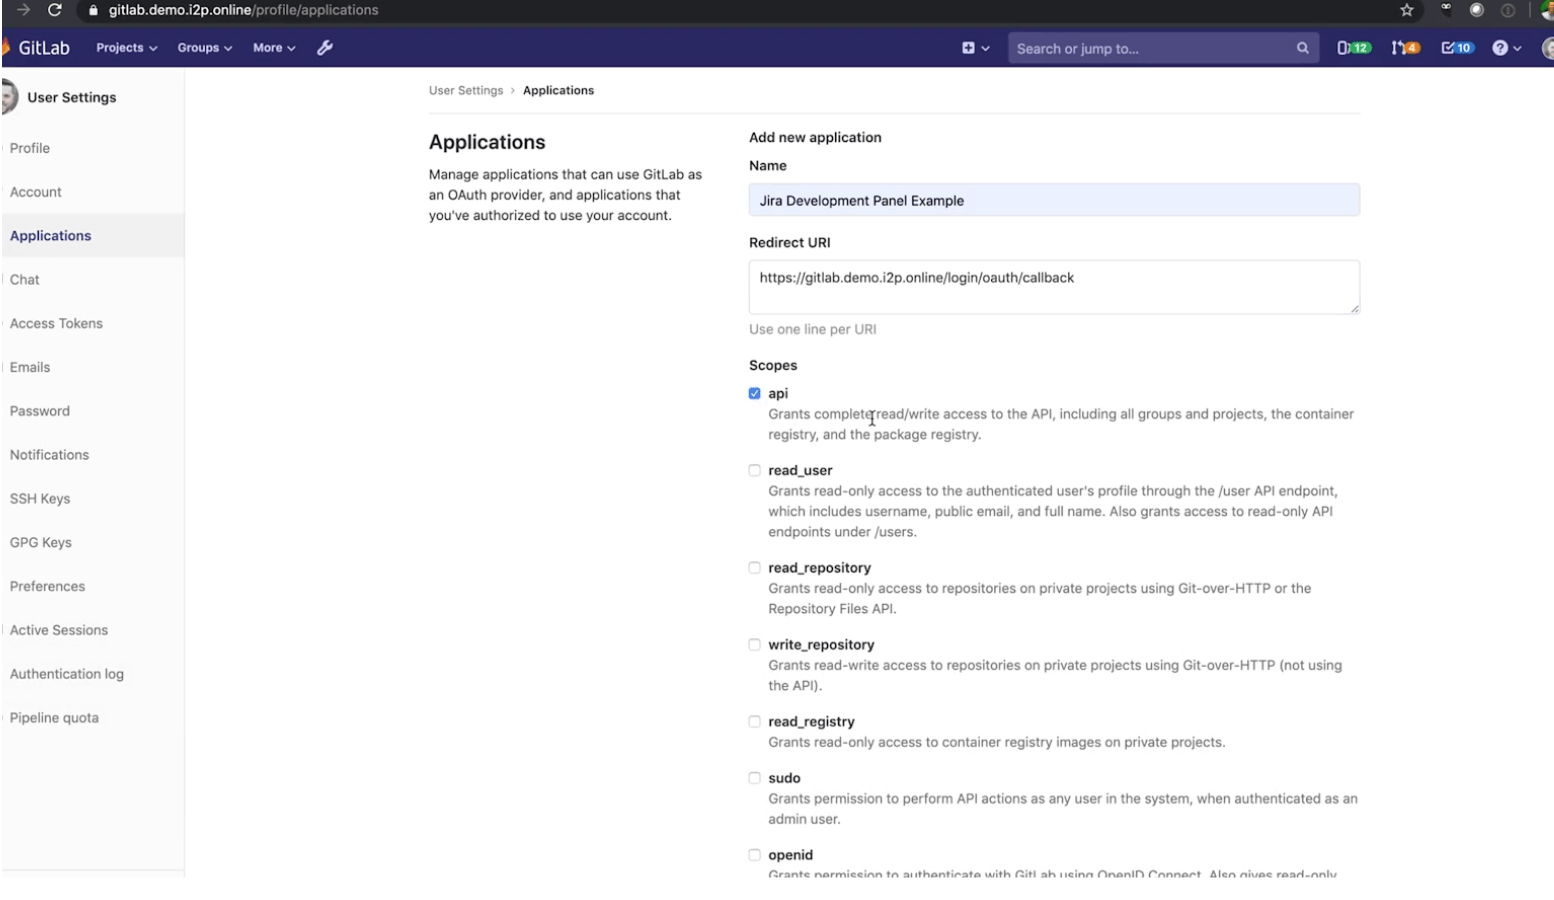 gitlab.demo.i2p.online/profile/applications
GitLab Projects Groups More Search or jump to... 12 4 10
User Settings
Profile
Account
Applications
Chat
Access Tokens
Emails
Password
Notifications
SSH Keys
GPG Keys
Preferences
Active Sessions
Authentication log
Pipeline quota
User Settings > Applications
Applications
Manage applications that can use GitLab as
an OAuth provider, and applications that
you've authorized to use your account.
Add new application
Name
Jira Development Panel Example
Redirect URI
https://gitlab.demo.i2p.online/login/oauth/callback
Use one line per URI
Scopes
api
Grants complete read/write access to the API, including all groups and projects, the container
registry, and the package registry.
read_user
Grants read-only access to the authenticated user's profile through the /user API endpoint,
which includes username, public email, and full name. Also grants access to read-only API
endpoints under /users.
read_repository
Grants read-only access to repositories on private projects using Git-over-HTTP or the
Repository Files API.
write_repository
Grants read-write access to repositories on private projects using Git-over-HTTP (not using
the API).
read_registry
Grants read-only access to container registry images on private projects.
sudo
Grants permission to perform API actions as any user in the system, when authenticated as an
admin user.
openid
Grants permission to authenticate with GitLab using OpenID Connect. Also gives read-only